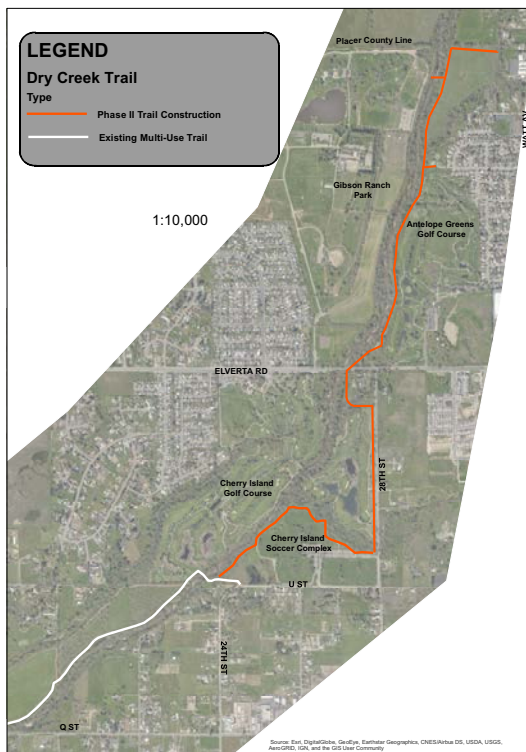 LEGEND
Dry Creek Trail
Type
Phase II Trail Construction
Existing Multi-Use Trail
Placer County Line
WATT AV
Gibson Ranch
Park
1:10,000
Antelope Greens
Golf Course
ELVERTA RD
28TH ST
Cherry Island
Golf Course
Cherry Island
Soccer Complex
U ST
24TH ST
Q ST
Source: Esri, DigitalGlobe, GeoEye, Earthstar Geographics, CNES/Airbus DS, USDA, USGS,
AeroGRID, IGN, and the GIS User Community